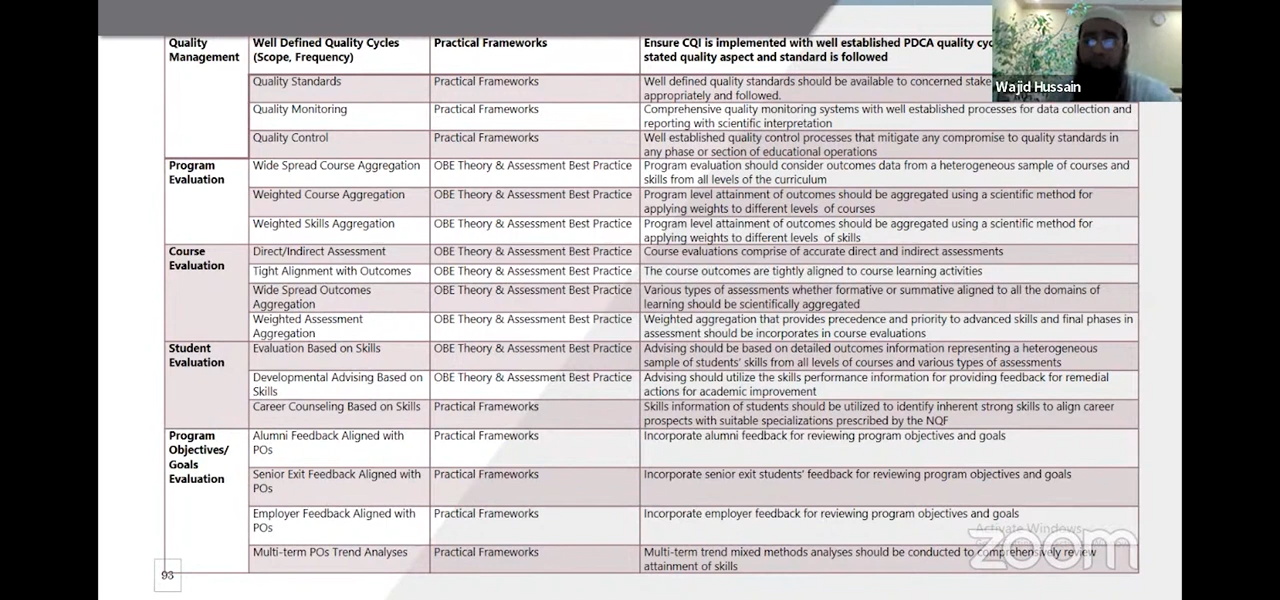 Quality Management
Well Defined Quality Cycles (Scope, Frequency)
Practical Frameworks
Ensure CQI is implemented with well established PDCA quality
stated quality aspect and standard is followed
Quality Standards
Practical Frameworks
Well defined quality standards should be available to concerned
appropriately and followed.
Quality Monitoring
Practical Frameworks
Comprehensive quality monitoring systems with well established processes for data collection and
reporting with scientific interpretation
Quality Control
Practical Frameworks
Well established quality control processes that mitigate any compromise to quality standards in
any phase or section of educational operations
Program Evaluation
Wide Spread Course Aggregation
OBE Theory & Assessment Best Practice
Program evaluation should consider outcomes data from a heterogeneous sample of courses and
skills from all levels of the curriculum
Weighted Course Aggregation
OBE Theory & Assessment Best Practice
Program level attainment of outcomes should be aggregated using a scientific method for
applying weights to different levels of courses
Weighted Skills Aggregation
OBE Theory & Assessment Best Practice
Program level attainment of outcomes should be aggregated using a scientific method for
applying weights to different levels of skills
Course Evaluation
Direct/Indirect Assessment
OBE Theory & Assessment Best Practice
Course evaluations comprise of accurate direct and indirect assessments
Tight Alignment with Outcomes
OBE Theory & Assessment Best Practice
The course outcomes are tightly aligned to course learning activities
Wide Spread Outcomes Aggregation
OBE Theory & Assessment Best Practice
Various types of assessments whether formative or summative aligned to all the domains of
learning should be scientifically aggregated
Weighted Assessment Aggregation
OBE Theory & Assessment Best Practice
Weighted aggregation that provides precedence and priority to advanced skills and final phases in
assessment should be incorporates in course evaluations
Student Evaluation
Evaluation Based on Skills
OBE Theory & Assessment Best Practice
Advising should be based on detailed outcomes information representing a heterogeneous
sample of students' skills from all levels of courses and various types of assessments
Developmental Advising Based on Skills
OBE Theory & Assessment Best Practice
Advising should utilize the skills performance information for providing feedback for remedial
actions for academic improvement
Career Counseling Based on Skills
Practical Frameworks
Skills information of students should be utilized to identify inherent strong skills to align career
prospects with suitable specializations prescribed by the NQF
Program Objectives/ Goals Evaluation
Alumni Feedback Aligned with POs
Practical Frameworks
Incorporate alumni feedback for reviewing program objectives and goals
Senior Exit Feedback Aligned with POs
Practical Frameworks
Incorporate senior exit students' feedback for reviewing program objectives and goals
Employer Feedback Aligned with POs
Practical Frameworks
Incorporate employer feedback for reviewing program objectives and goals
Multi-term POs Trend Analyses
Practical Frameworks
Multi-term trend mixed methods analyses should be conducted to comprehensively review
attainment of skills
93
Wajid Hussain
Activate Windows
zoom